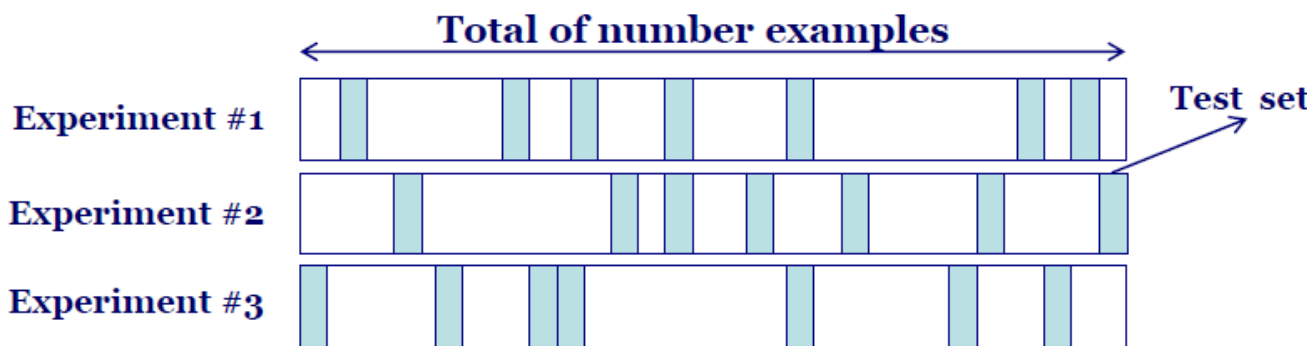 Total of number examples
Experiment #1
Test set
Experiment #2
Experiment #3